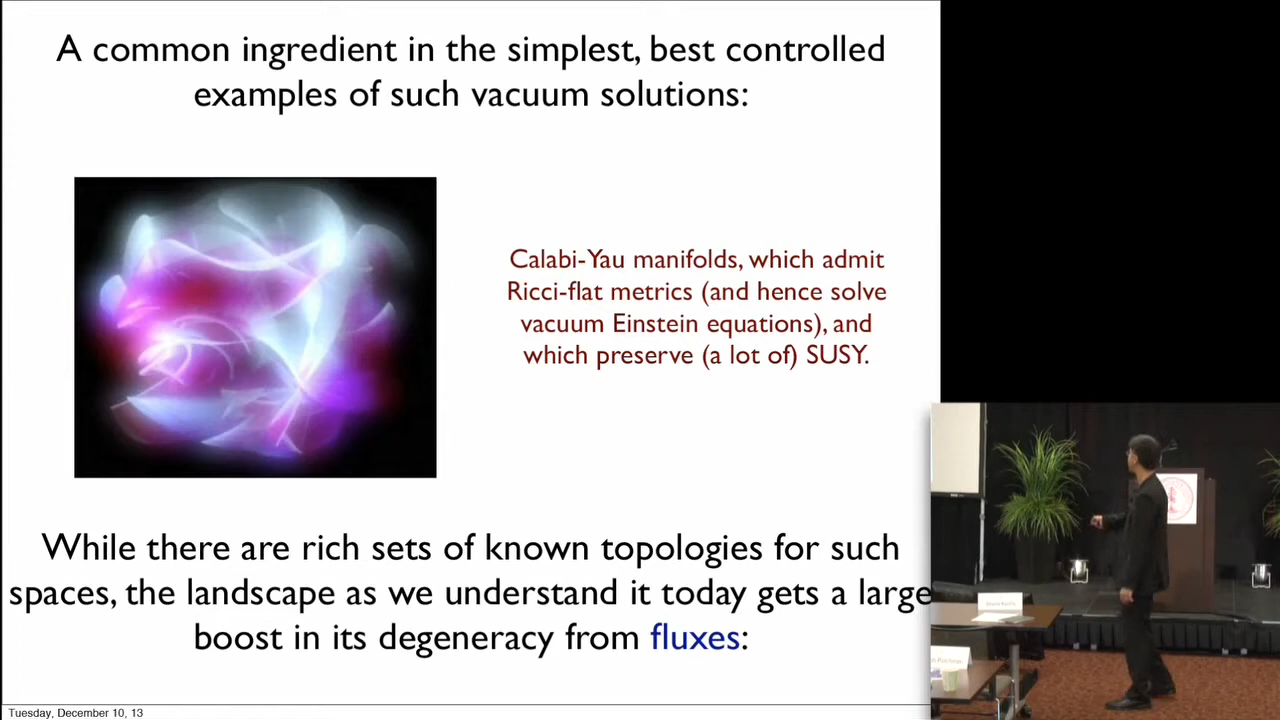 A common ingredient in the simplest, best controlled
examples of such vacuum solutions:
Calabi-Yau manifolds, which admit
Ricci-flat metrics (and hence solve
vacuum Einstein equations), and
which preserve (a lot of) SUSY.
While there are rich sets of known topologies for such
spaces, the landscape as we understand it today gets a large
boost in its degeneracy from fluxes:
Tuesday, December 10, 13